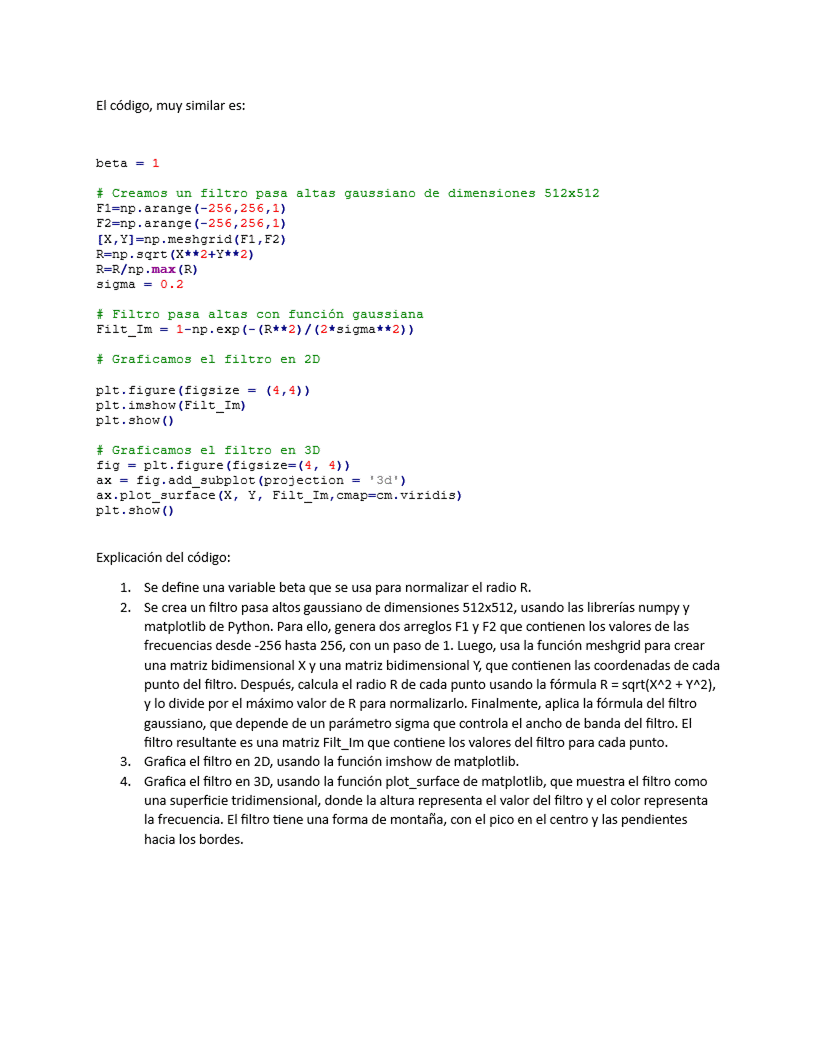 El código, muy similar es:
beta = 1
# Creamos un filtro pasa altas gaussiano de dimensiones 512x512
F1=np.arange(-256,256,1)
F2=np.arange(-256,256,1)
[X,Y]=np.meshgrid(F1,F2)
R=np.sqrt(X**2+Y**2)
R=R/np.max(R)
sigma = 0.2
# Filtro pasa altas con función gaussiana
Filt_Im = 1-np.exp(-(R**2)/(2*sigma**2))
# Graficamos el filtro en 2D
plt.figure(figsize = (4,4))
plt.imshow(Filt_Im)
plt.show()
# Graficamos el filtro en 3D
fig = plt.figure(figsize=(4, 4))
ax = fig.add_subplot(projection = '3d')
ax.plot_surface(X, Y, Filt_Im,cmap=cm.viridis)
plt.show()
Explicación del código:
1. Se define una variable beta que se usa para normalizar el radio R.
2. Se crea un filtro pasa altos gaussiano de dimensiones 512x512, usando las librerías numpy y
matplotlib de Python. Para ello, genera dos arreglos F1 y F2 que contienen los valores de las
frecuencias desde -256 hasta 256, con un paso de 1. Luego, usa la función meshgrid para crear
una matriz bidimensional X y una matriz bidimensional Y, que contienen las coordenadas de cada
punto del filtro. Después, calcula el radio R de cada punto usando la fórmula R = sqrt(X^2 + Y^2),
y lo divide por el máximo valor de R para normalizarlo. Finalmente, aplica la fórmula del filtro
gaussiano, que depende de un parámetro sigma que controla el ancho de banda del filtro. El
filtro resultante es una matriz Filt_Im que contiene los valores del filtro para cada punto.
3. Grafica el filtro en 2D, usando la función imshow de matplotlib.
4. Grafica el filtro en 3D, usando la función plot_surface de matplotlib, que muestra el filtro como
una superficie tridimensional, donde la altura representa el valor del filtro y el color representa
la frecuencia. El filtro tiene una forma de montaña, con el pico en el centro y las pendientes
hacia los bordes.